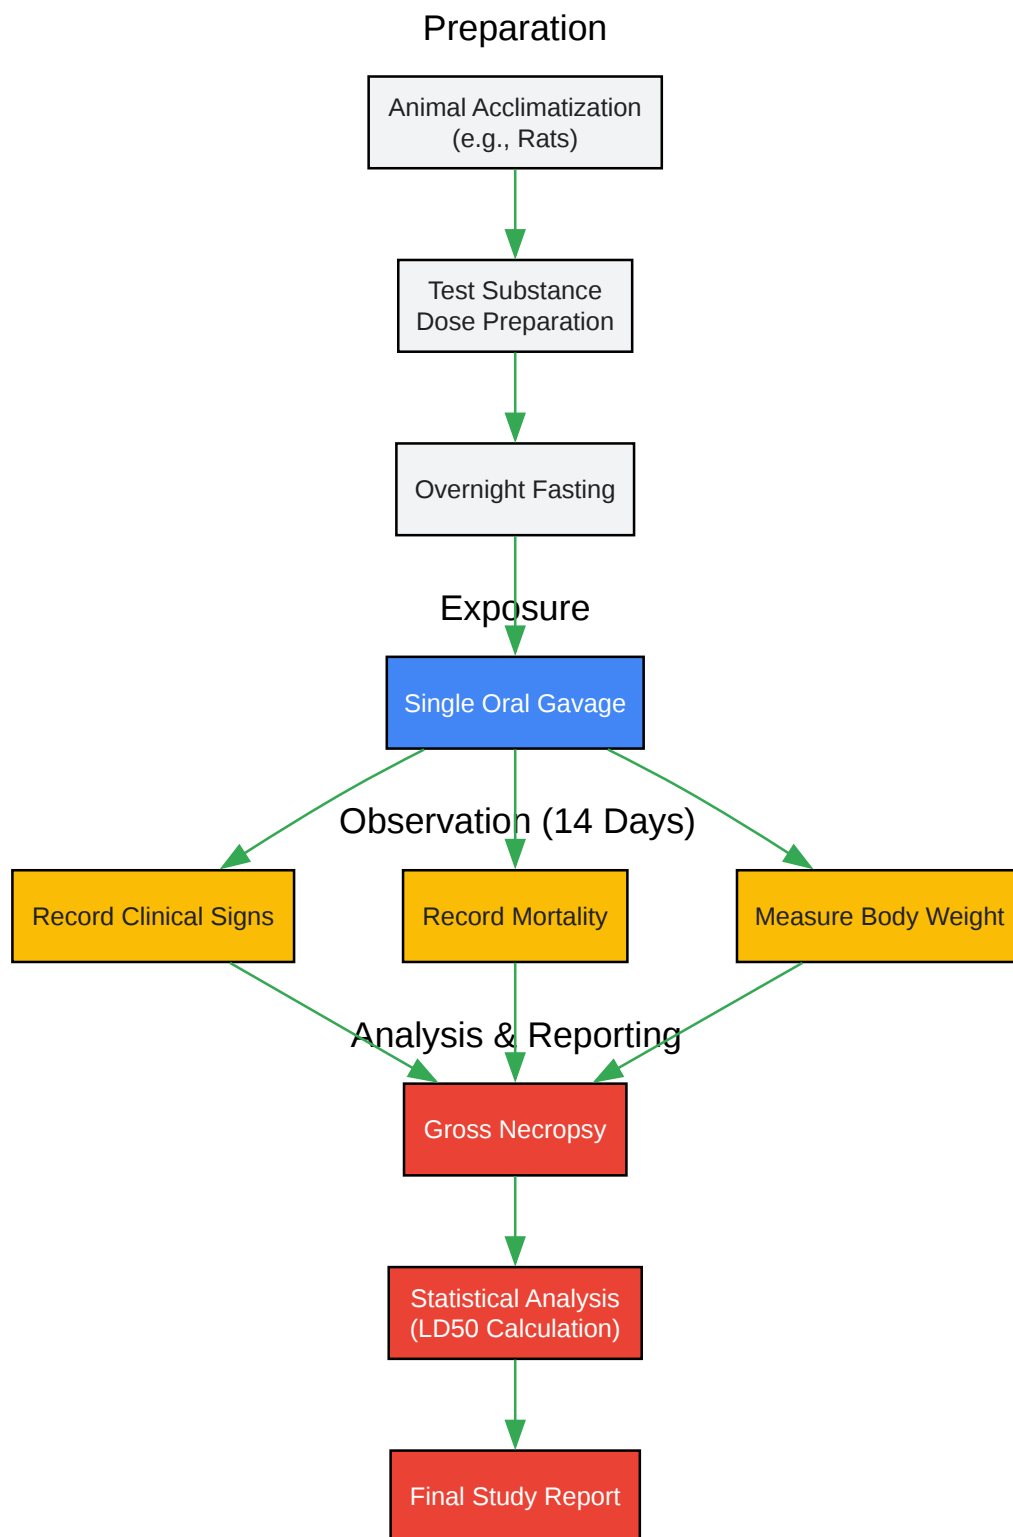 Preparation
Animal Acclimatization
(e.g., Rats)
Test Substance
Dose Preparation
Overnight Fasting
Exposure
Single Oral Gavage
Observation (14 Days)
Record Clinical Signs
Record Mortality
Measure Body Weight
Analysis & Reporting
Gross Necropsy
Statistical Analysis
(LD50 Calculation)
Final Study Report